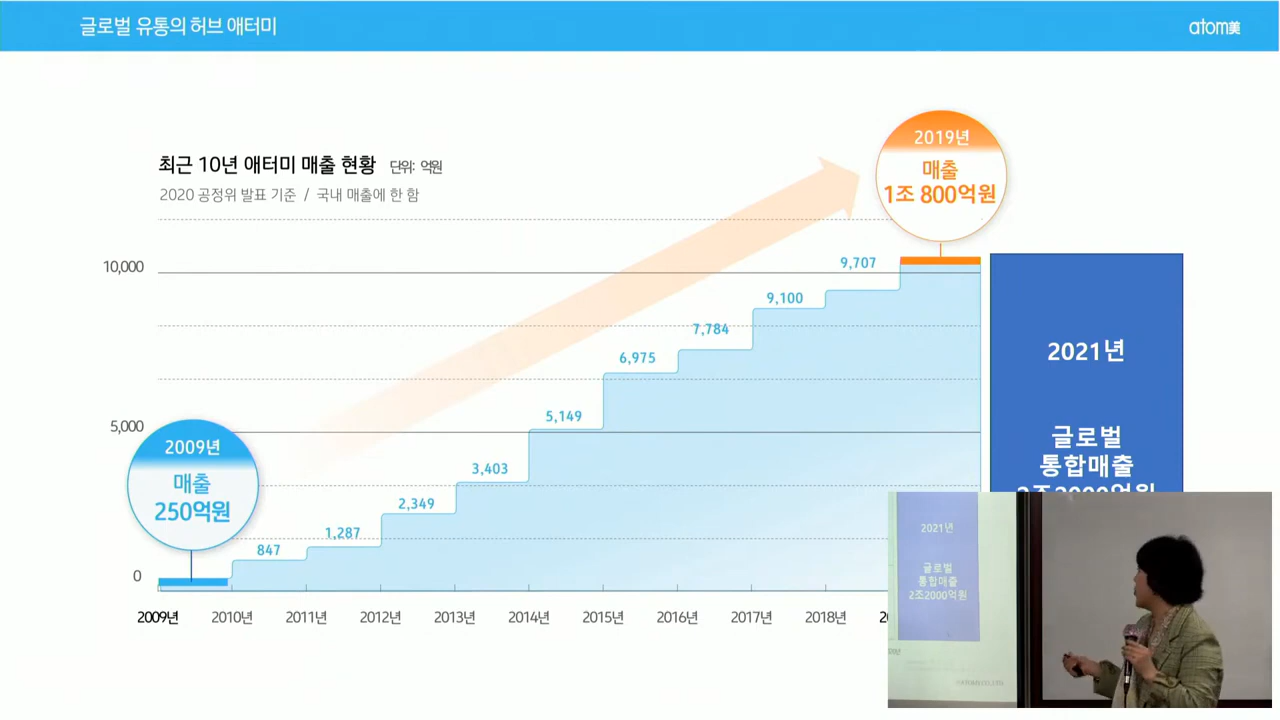 글로벌 유통의 허브 애터미
atom美
최근 10년 애터미 매출 현황 단위: 억원
2020 공정위 발표 기준 / 국내 매출에 한 함
2019년
매출
1조 800억원
10,000
5,000
0
2009년
매출
250억원
847
1,287
2,349
3,403
5,149
6,975
7,784
9,100
9,707
2009년 2010년 2011년 2012년 2013년 2014년 2015년 2016년 2017년 2018년
2021년
글로벌
통합매출
2조2000억원
2021년
글로벌
통합매출
2조2000억원